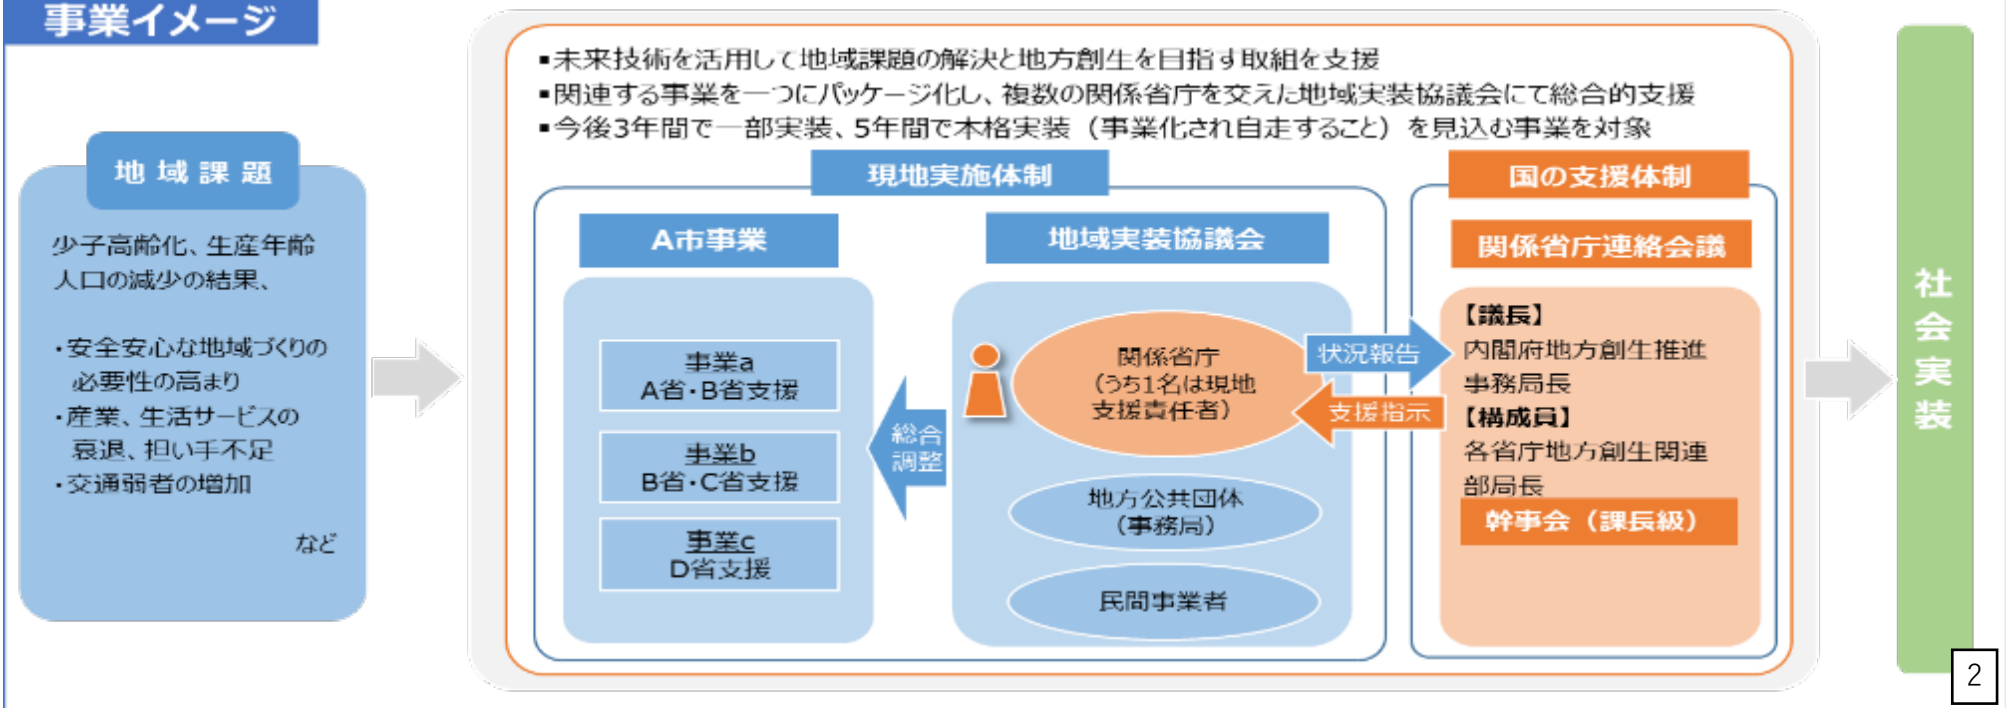 事業イメージ
地域課題
少子高齢化、生産年齢
人口の減少の結果、
・安全安心な地域づくりの
必要性の高まり
・産業、生活サービスの
衰退、担い手不足
・交通弱者の増加
など
▪未来技術を活用して地域課題の解決と地方創生を目指す取組を支援
▪関連する事業を一つにパッケージ化し、複数の関係省庁を交えた地域実装協議会にて総合的支援
▪今後3年間で一部実装、5年間で本格実装（事業化され自走すること）を見込む事業を対象
現地実施体制
A市事業
事業a
A省・B省支援
事業b
B省・C省支援
事業c
D省支援
総合
調整
地域実装協議会
関係省庁
（うち1名は現地
支援責任者）
地方公共団体
（事務局）
民間事業者
状況報告
支援指示
国の支援体制
関係省庁連絡会議
【議長】
内閣府地方創生推進
事務局長
【構成員】
各省庁地方創生関連
部局長
幹事会（課長級）
社会実装
2